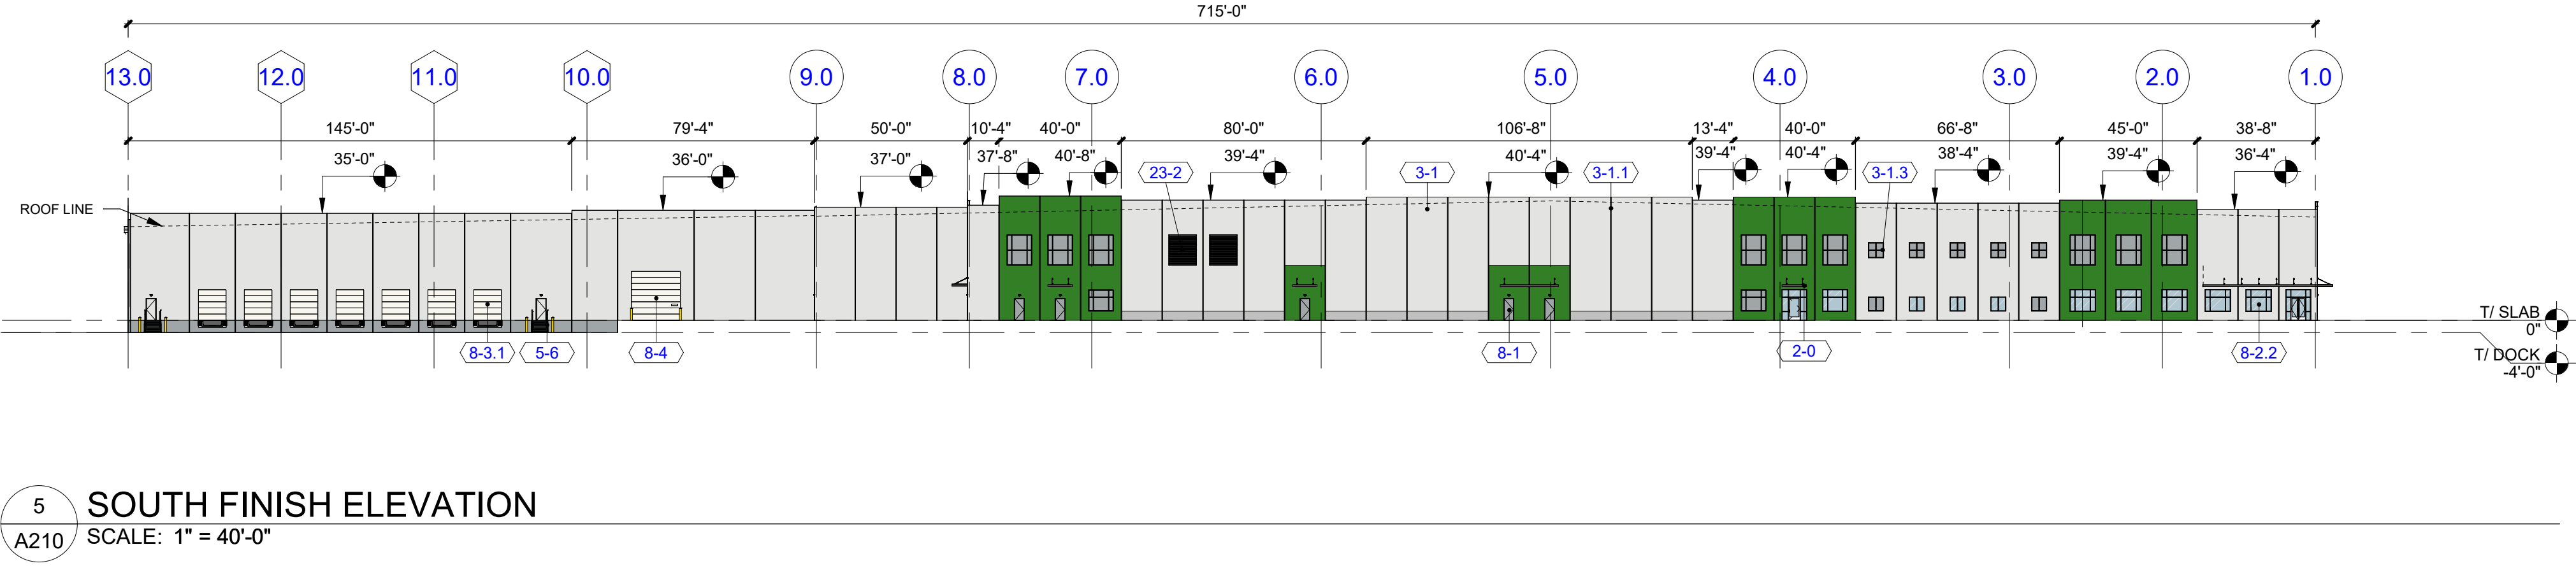 715'-0"
13.0 12.0 11.0 10.0 9.0 8.0 7.0 6.0 5.0 4.0 3.0 2.0 1.0
145'-0" 79'-4" 50'-0" 10'-4" 40'-0" 80'-0" 106'-8" 13'-4" 40'-0" 66'-8" 45'-0" 38'-8"
35'-0" 36'-0" 37'-0" 37'-8" 40'-8" 39'-4" 40'-4" 39'-4" 40'-4" 38'-4" 39'-4" 36'-4"
23-2 3-1 3-1.1 3-1.3
ROOF LINE
T/ SLAB
0"
8-3.1 5-6 8-4 8-1 2-0 8-2.2
T/ DOCK
-4'-0"
5 SOUTH FINISH ELEVATION
A210 SCALE: 1" = 40'-0"